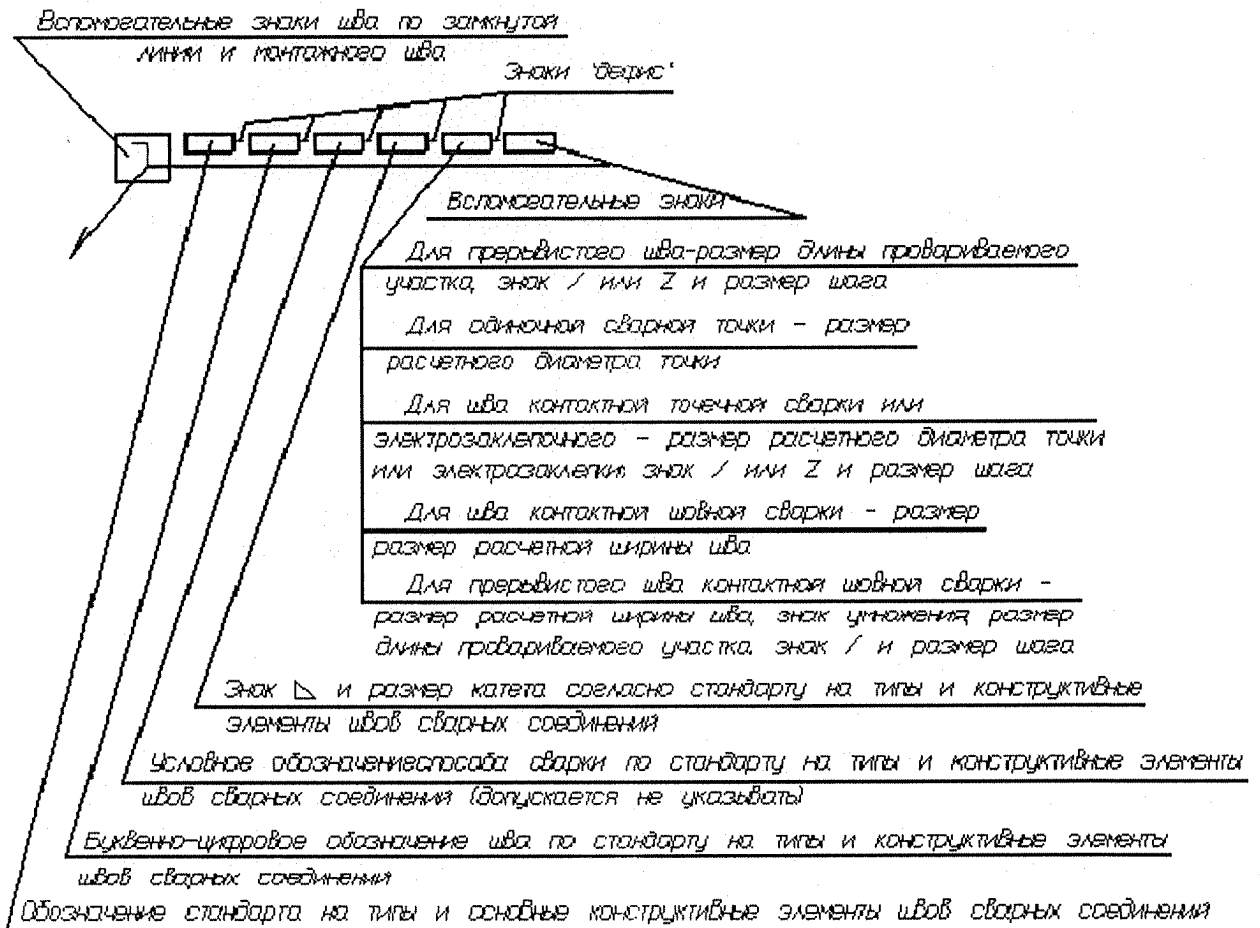 Вспомогательные знаки шва по замкнутой
линии и монтажного шва
Знаки "дефис"
Вспомогательные знаки
Для прерывистого шва-размер длины провариваемого
участка, знак / или Z и размер шага
Для одиночной сварной точки - размер
расчетного диаметра точки
Для шва контактной точечной сварки или
электрозаклепочного - размер расчетного диаметра точки
или электрозаклепки; знак / или Z и размер шага
Для шва контактной шовной сварки - размер
размер расчетной ширины шва
Для прерывистого шва контактной шовной сварки -
размер расчетной ширины шва, знак умножения, размер
длины провариваемого участка, знак / и размер шага
Знак ◺ и размер катета согласно стандарту на типы и конструктивные
элементы швов сварных соединений
Условное обозначениеспособа сварки по стандарту на типы и конструктивные элементы
швов сварных соединений (допускается не указывать)
Буквенно-цифровое обозначение шва по стандарту на типы и конструктивные элементы
швов сварных соединений
Обозначение стандарта на типы и основные конструктивные элементы швов сварных соединений